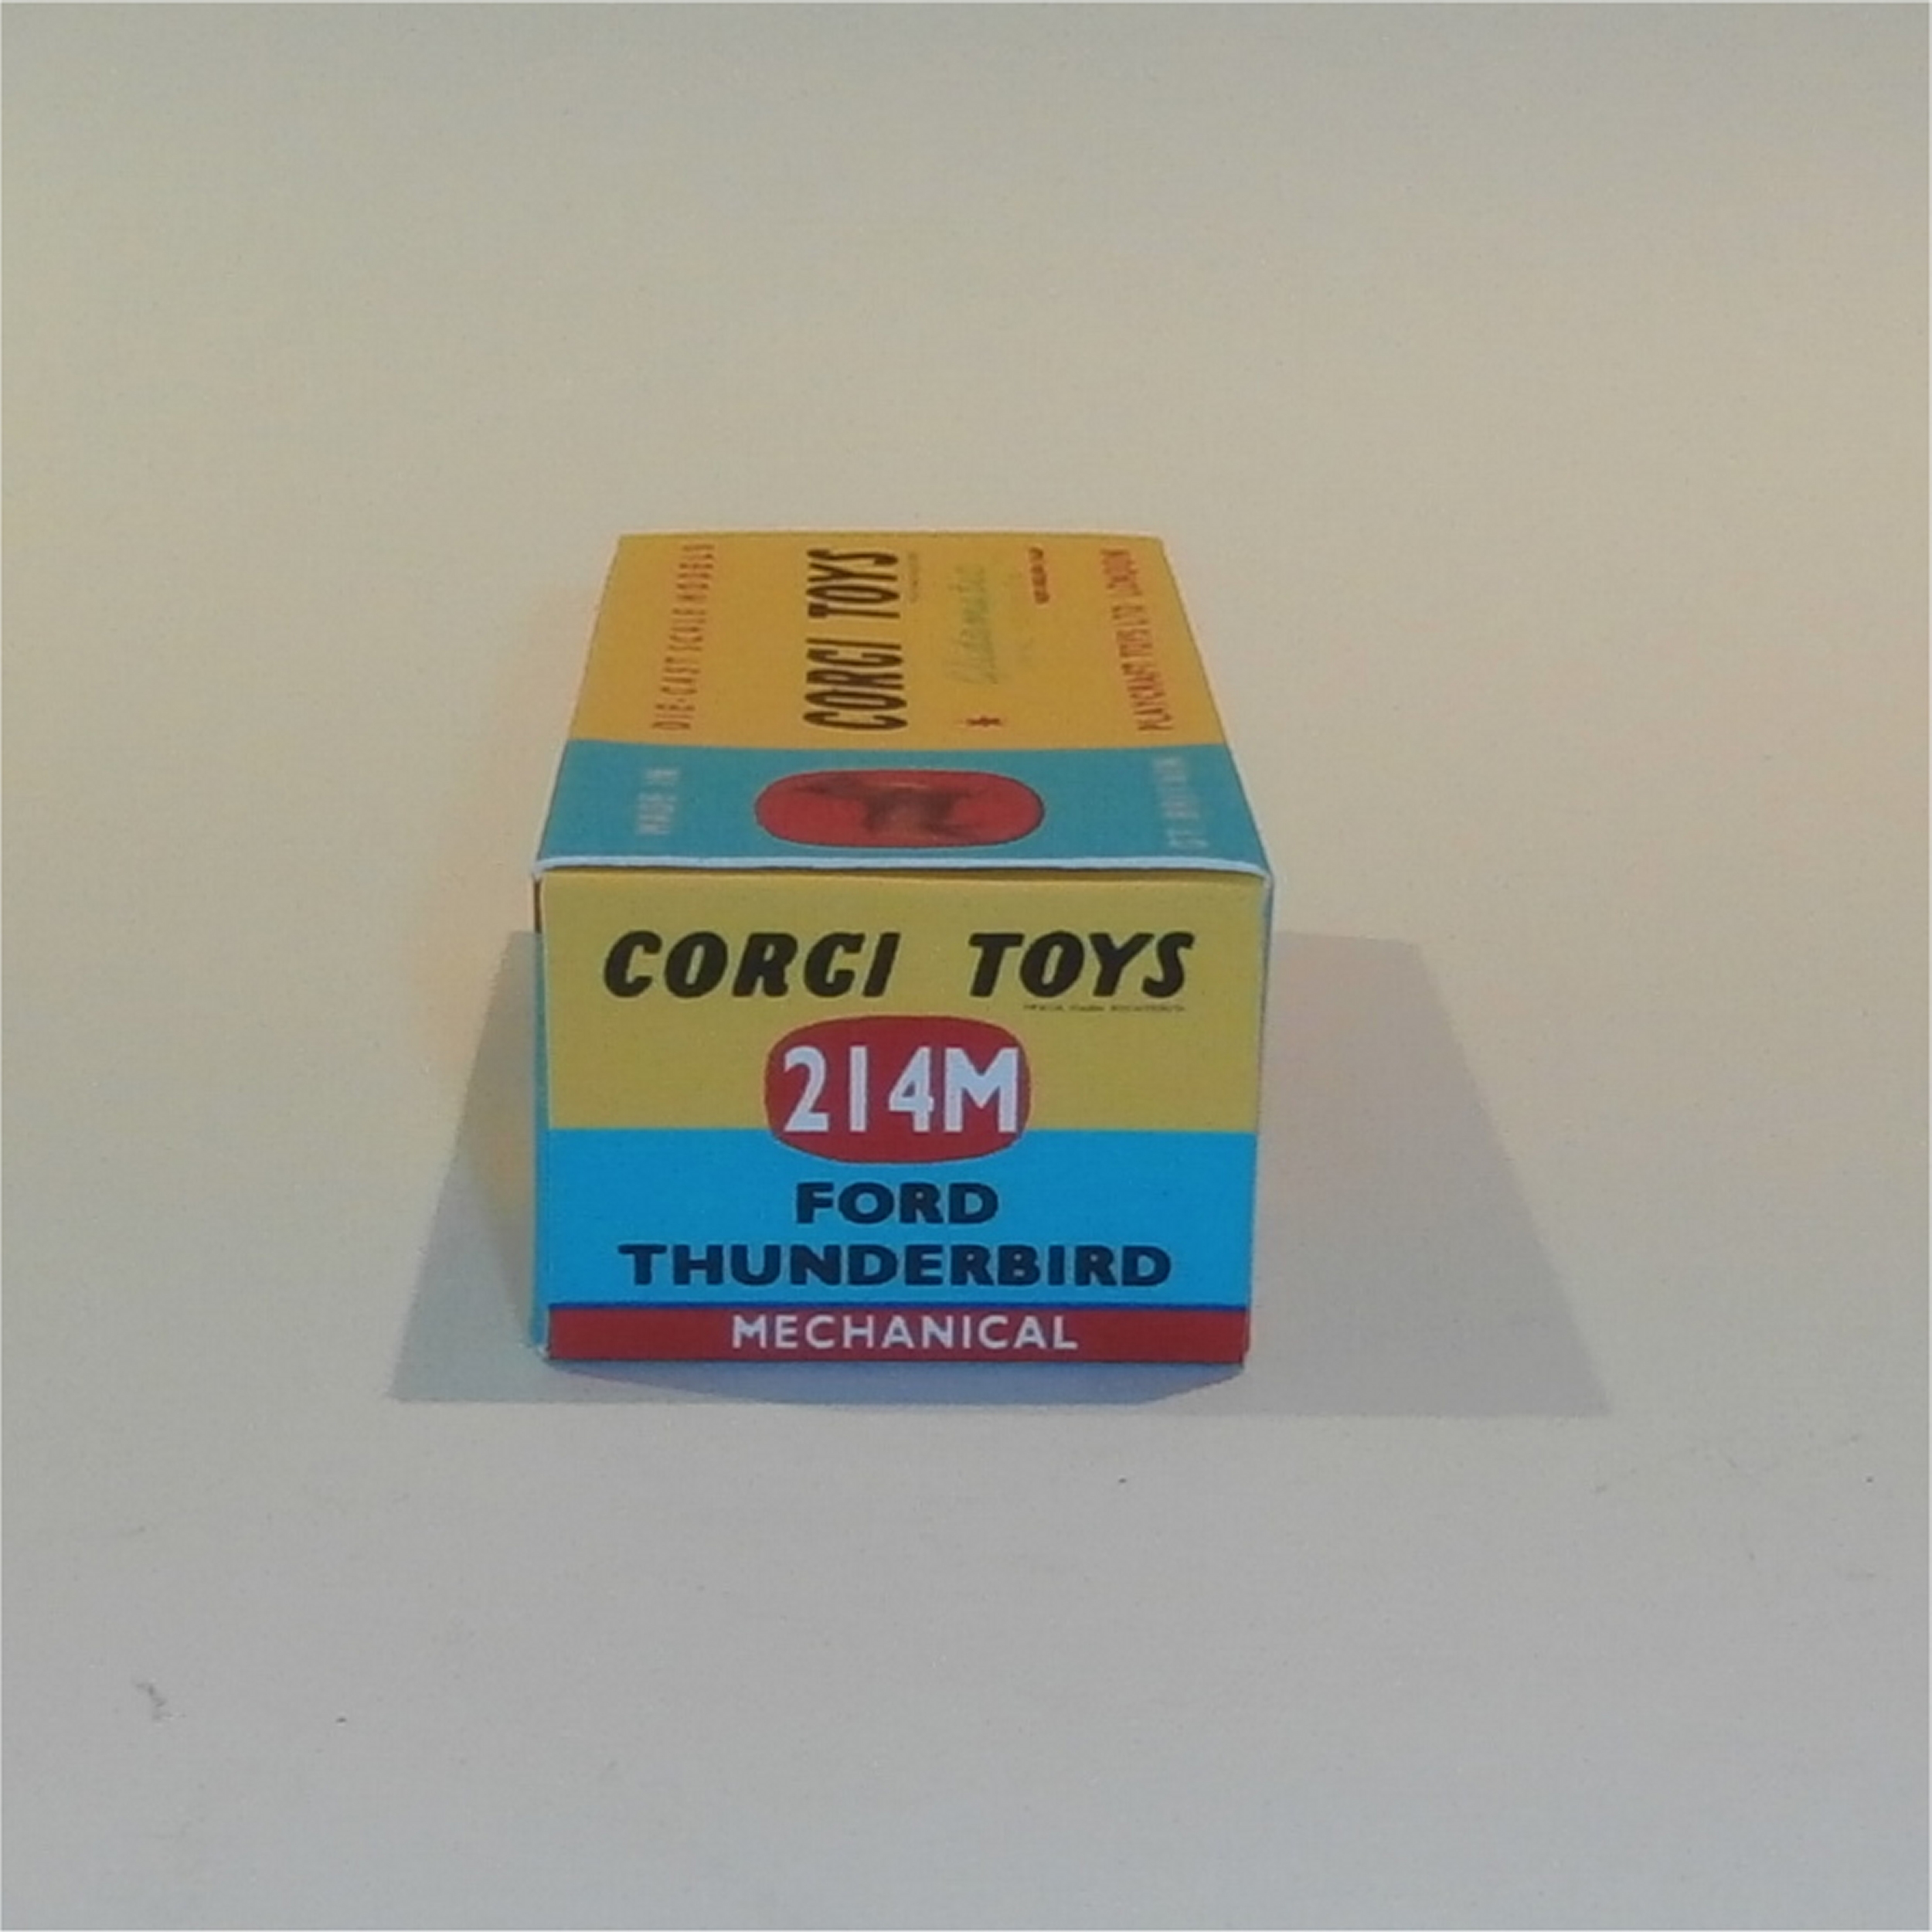 DIE-CAST SCALE MODELS
CORGI TOYS
PLAYCRAFT TOYS LTD LONDON
MADE IN
GT BRITAIN
CORGI TOYS
214M
FORD
THUNDERBIRD
MECHANICAL